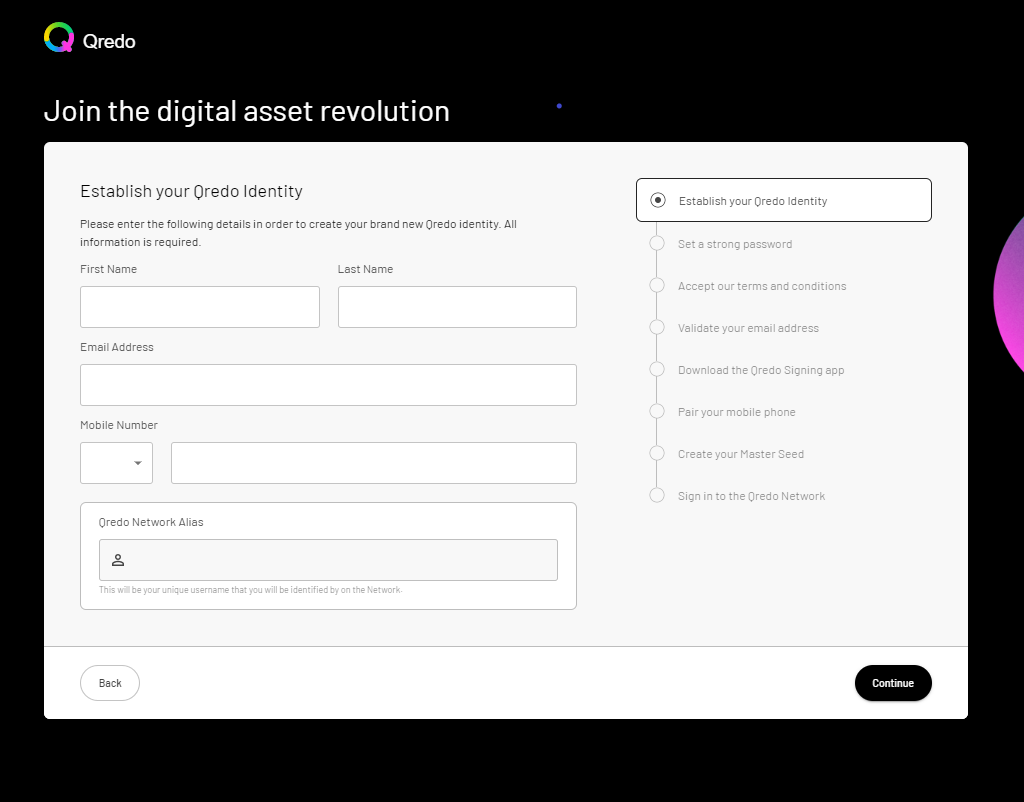 Qredo
Join the digital asset revolution
Establish your Qredo Identity
Please enter the following details in order to create your brand new Qredo identity. All
information is required.
First Name
Last Name
Email Address
Mobile Number
Qredo Network Alias
This will be your unique username that you will be identified by on the Network.
Establish your Qredo Identity
Set a strong password
Accept our terms and conditions
Validate your email address
Download the Qredo Signing app
Pair your mobile phone
Create your Master Seed
Sign in to the Qredo Network
Back
Continue